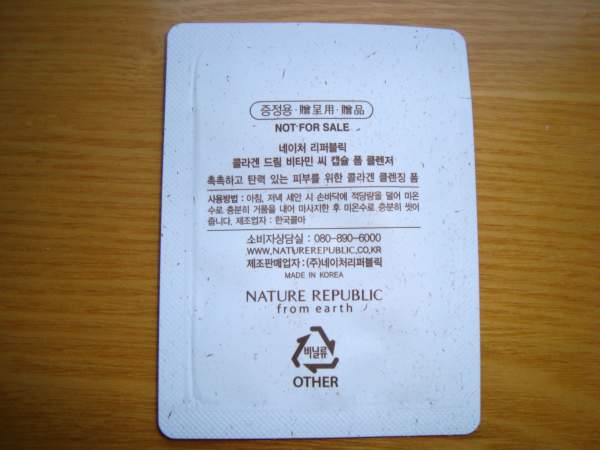 증정용 · 贈呈用 · 贈品
NOT FOR SALE
네이처 리퍼블릭
콜라겐 드림 비타민 씨 캡슐 폼 클렌저
촉촉하고 탄력 있는 피부를 위한 콜라겐 클렌징 폼
사용방법 : 아침, 저녁 세안 시 손바닥에 적당량을 덜어 미온
수로 충분히 거품을 내어 마사지한 후 미온수로 충분히 씻어
줍니다. 제조업자 : 한국콜마
소비자상담실 : 080-890-6000
WWW.NATUREREPUBLIC.CO.KR
제조판매업자 : (주)네이처리퍼블릭
MADE IN KOREA
NATURE REPUBLIC
from earth
비닐류
OTHER